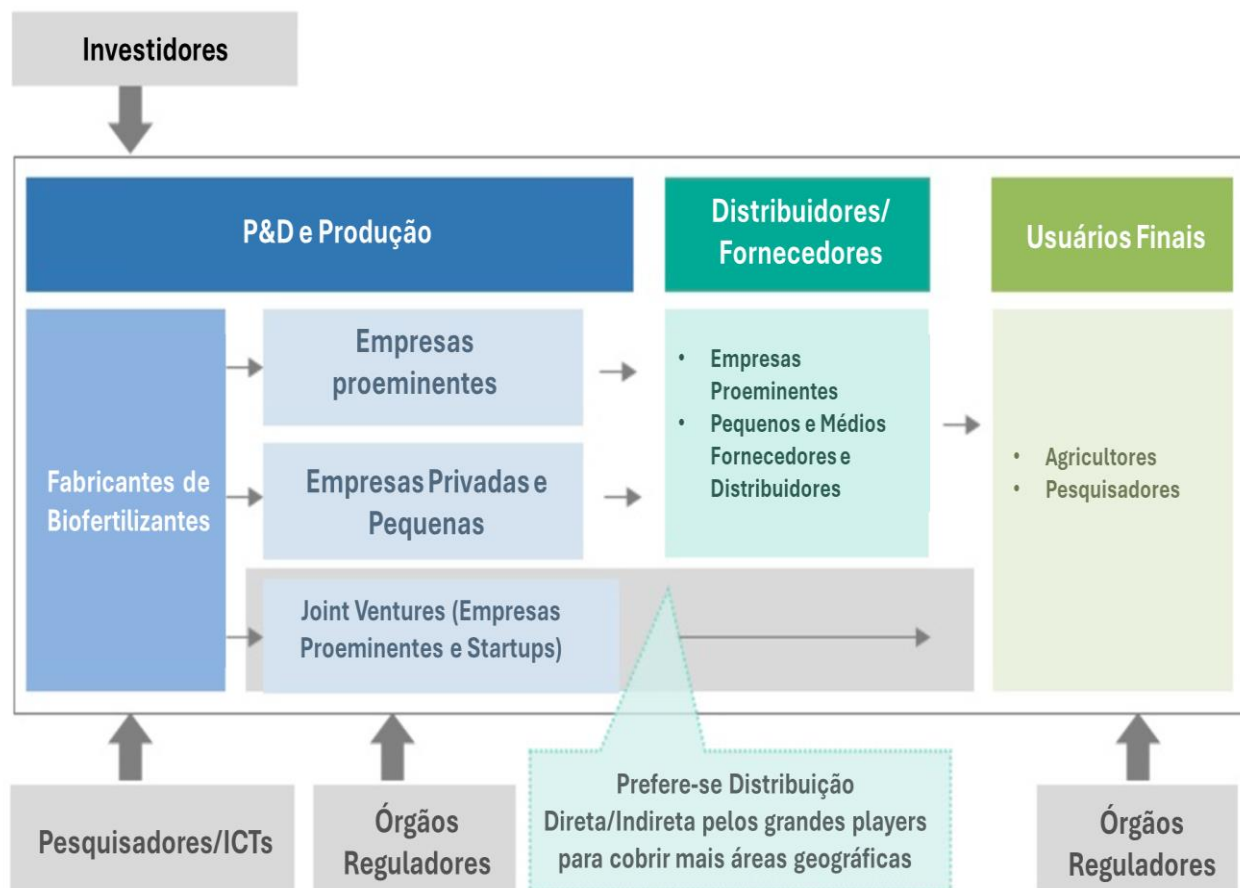 Investidores
P&D e Produção
Distribuidores/
Fornecedores
Usuários Finais
Fabricantes de
Biofertilizantes
Empresas
proeminentes
Empresas Privadas e
Pequenas
Joint Ventures (Empresas
Proeminentes e Startups)
• Empresas
Proeminentes
• Pequenos e Médios
Fornecedores e
Distribuidores
• Agricultores
• Pesquisadores
Pesquisadores/ICTs
Órgãos
Reguladores
Prefere-se Distribuição
Direta/Indireta pelos grandes players
para cobrir mais áreas geográficas
Órgãos
Reguladores